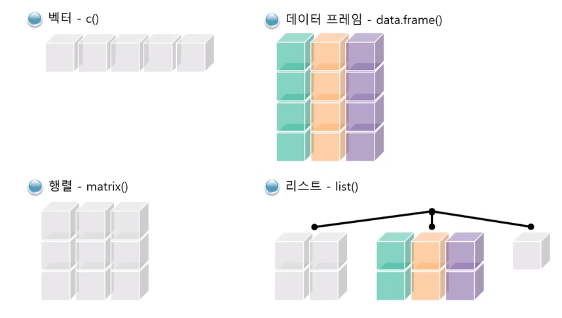 벡터 - c()
데이터 프레임 - data.frame()
행렬 - matrix()
리스트 - list()